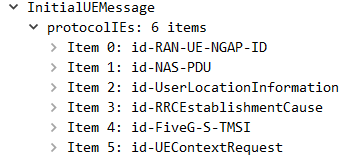 InitialUEMessage
protocolIEs: 6 items
Item 0: id-RAN-UE-NGAP-ID
Item 1: id-NAS-PDU
Item 2: id-UserLocationInformation
Item 3: id-RRCEstablishmentCause
Item 4: id-FiveG-S-TMSI
Item 5: id-UEContextRequest